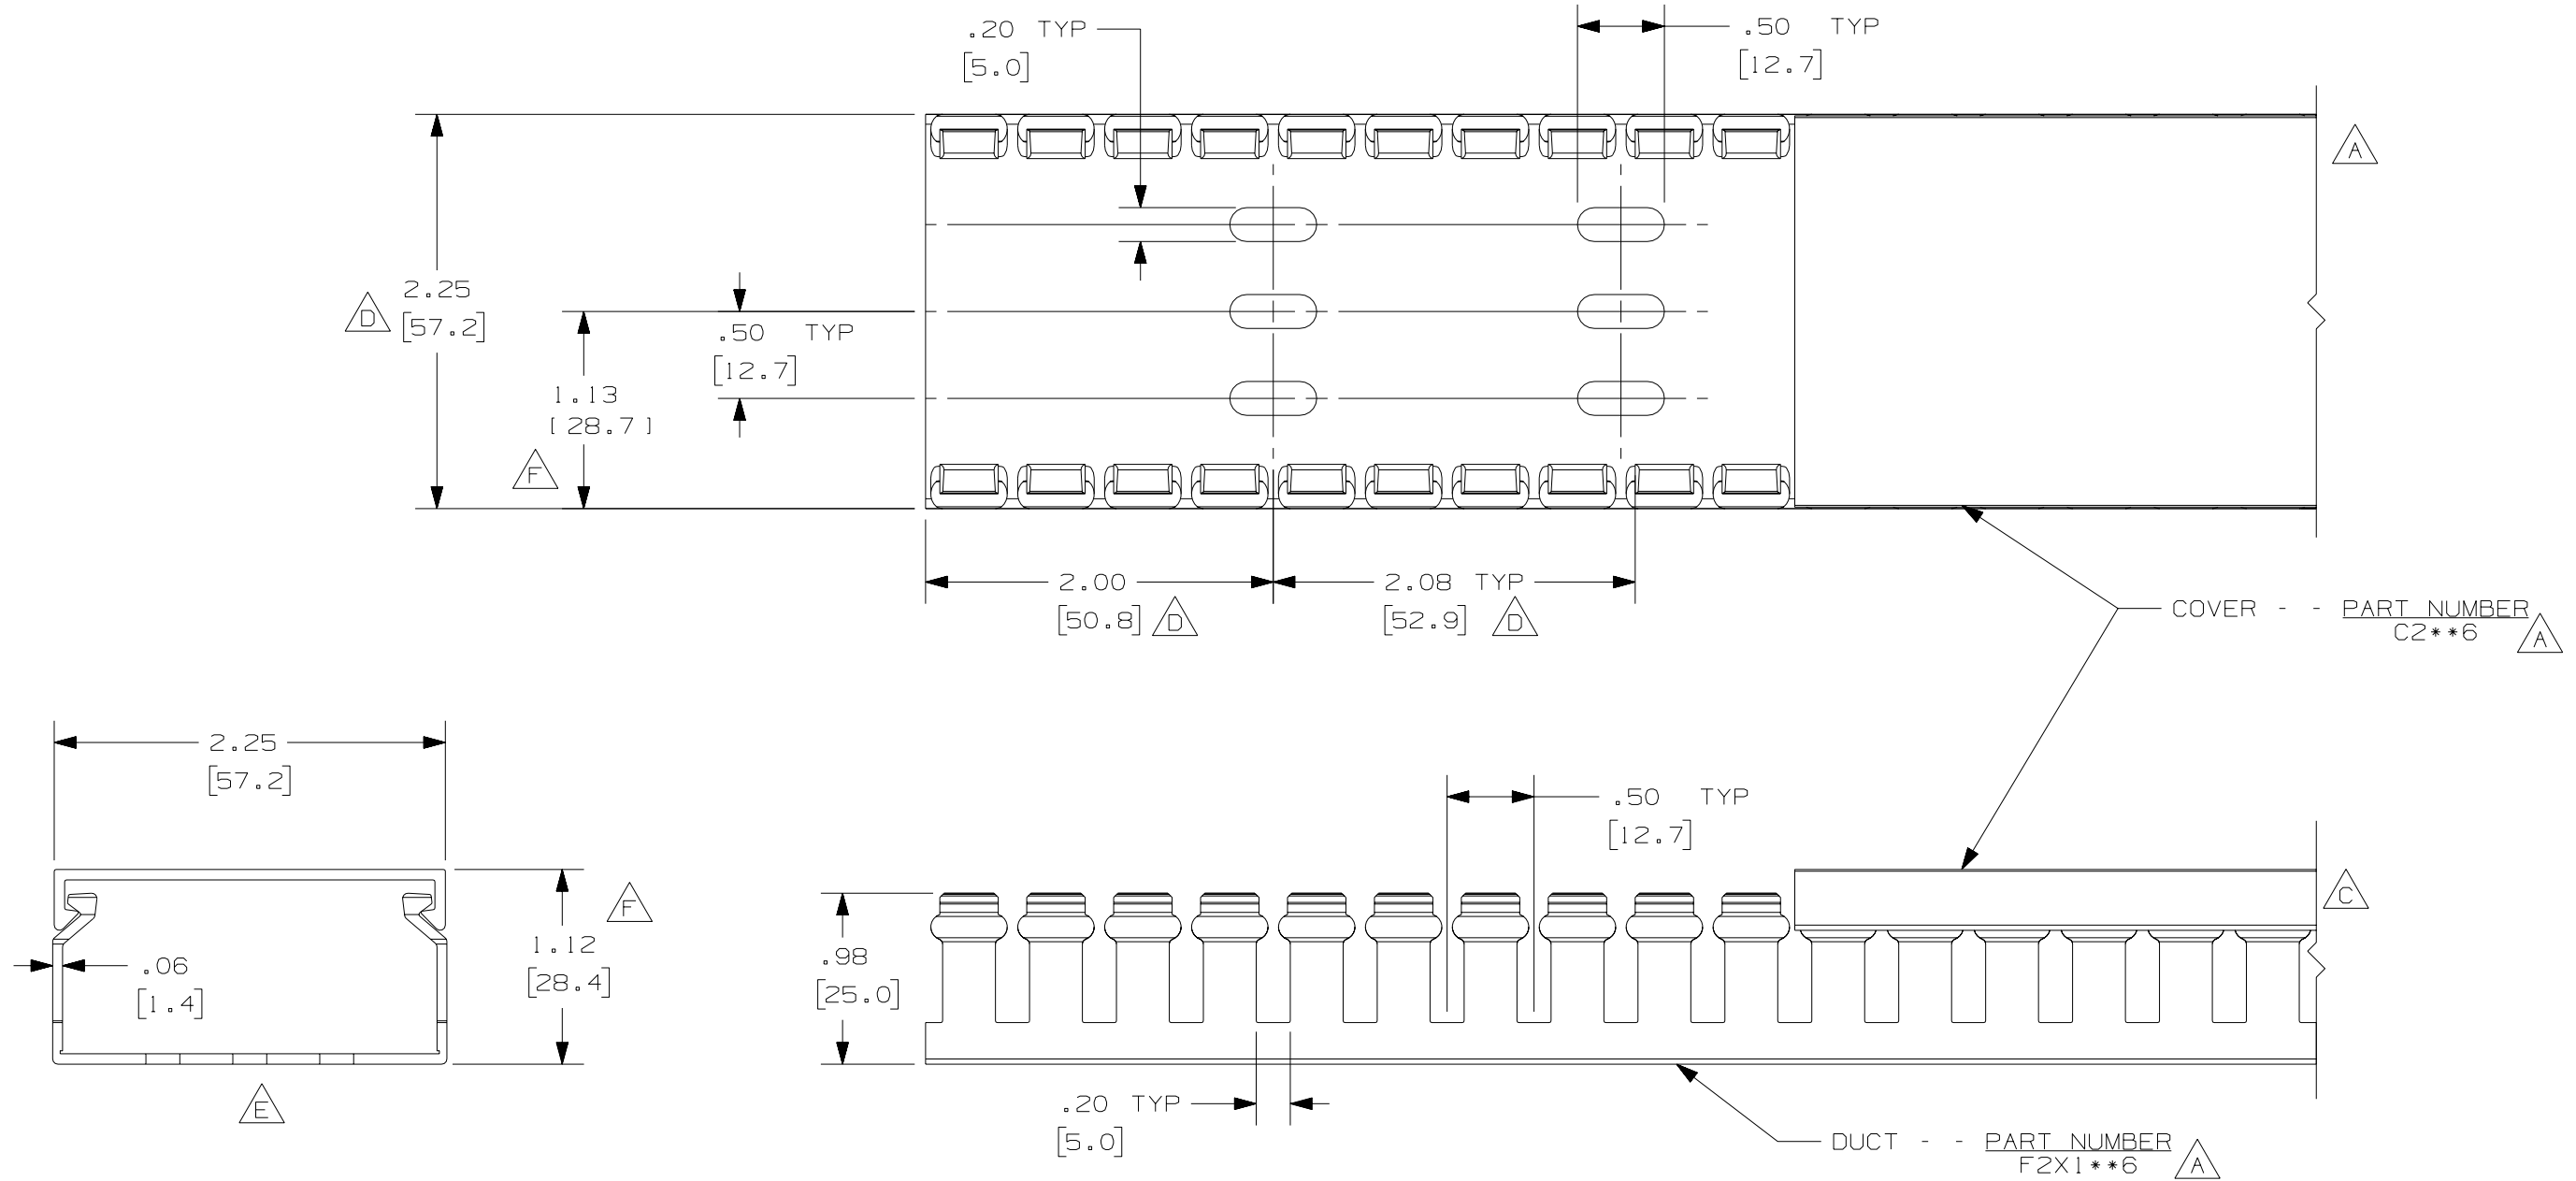 .20 TYP
[5.0]
.50 TYP
[12.7]
A
2.25
[57.2]
D
.50 TYP
[12.7]
1.13
[28.7]
F
2.00
[50.8]
D
2.08 TYP
[52.9]
D
COVER - - PART NUMBER
C2**6
A
2.25
[57.2]
.50 TYP
[12.7]
F
C
1.12
[28.4]
.06
[1.4]
.98
[25.0]
E
.20 TYP
[5.0]
DUCT - - PART NUMBER
F2X1**6
A